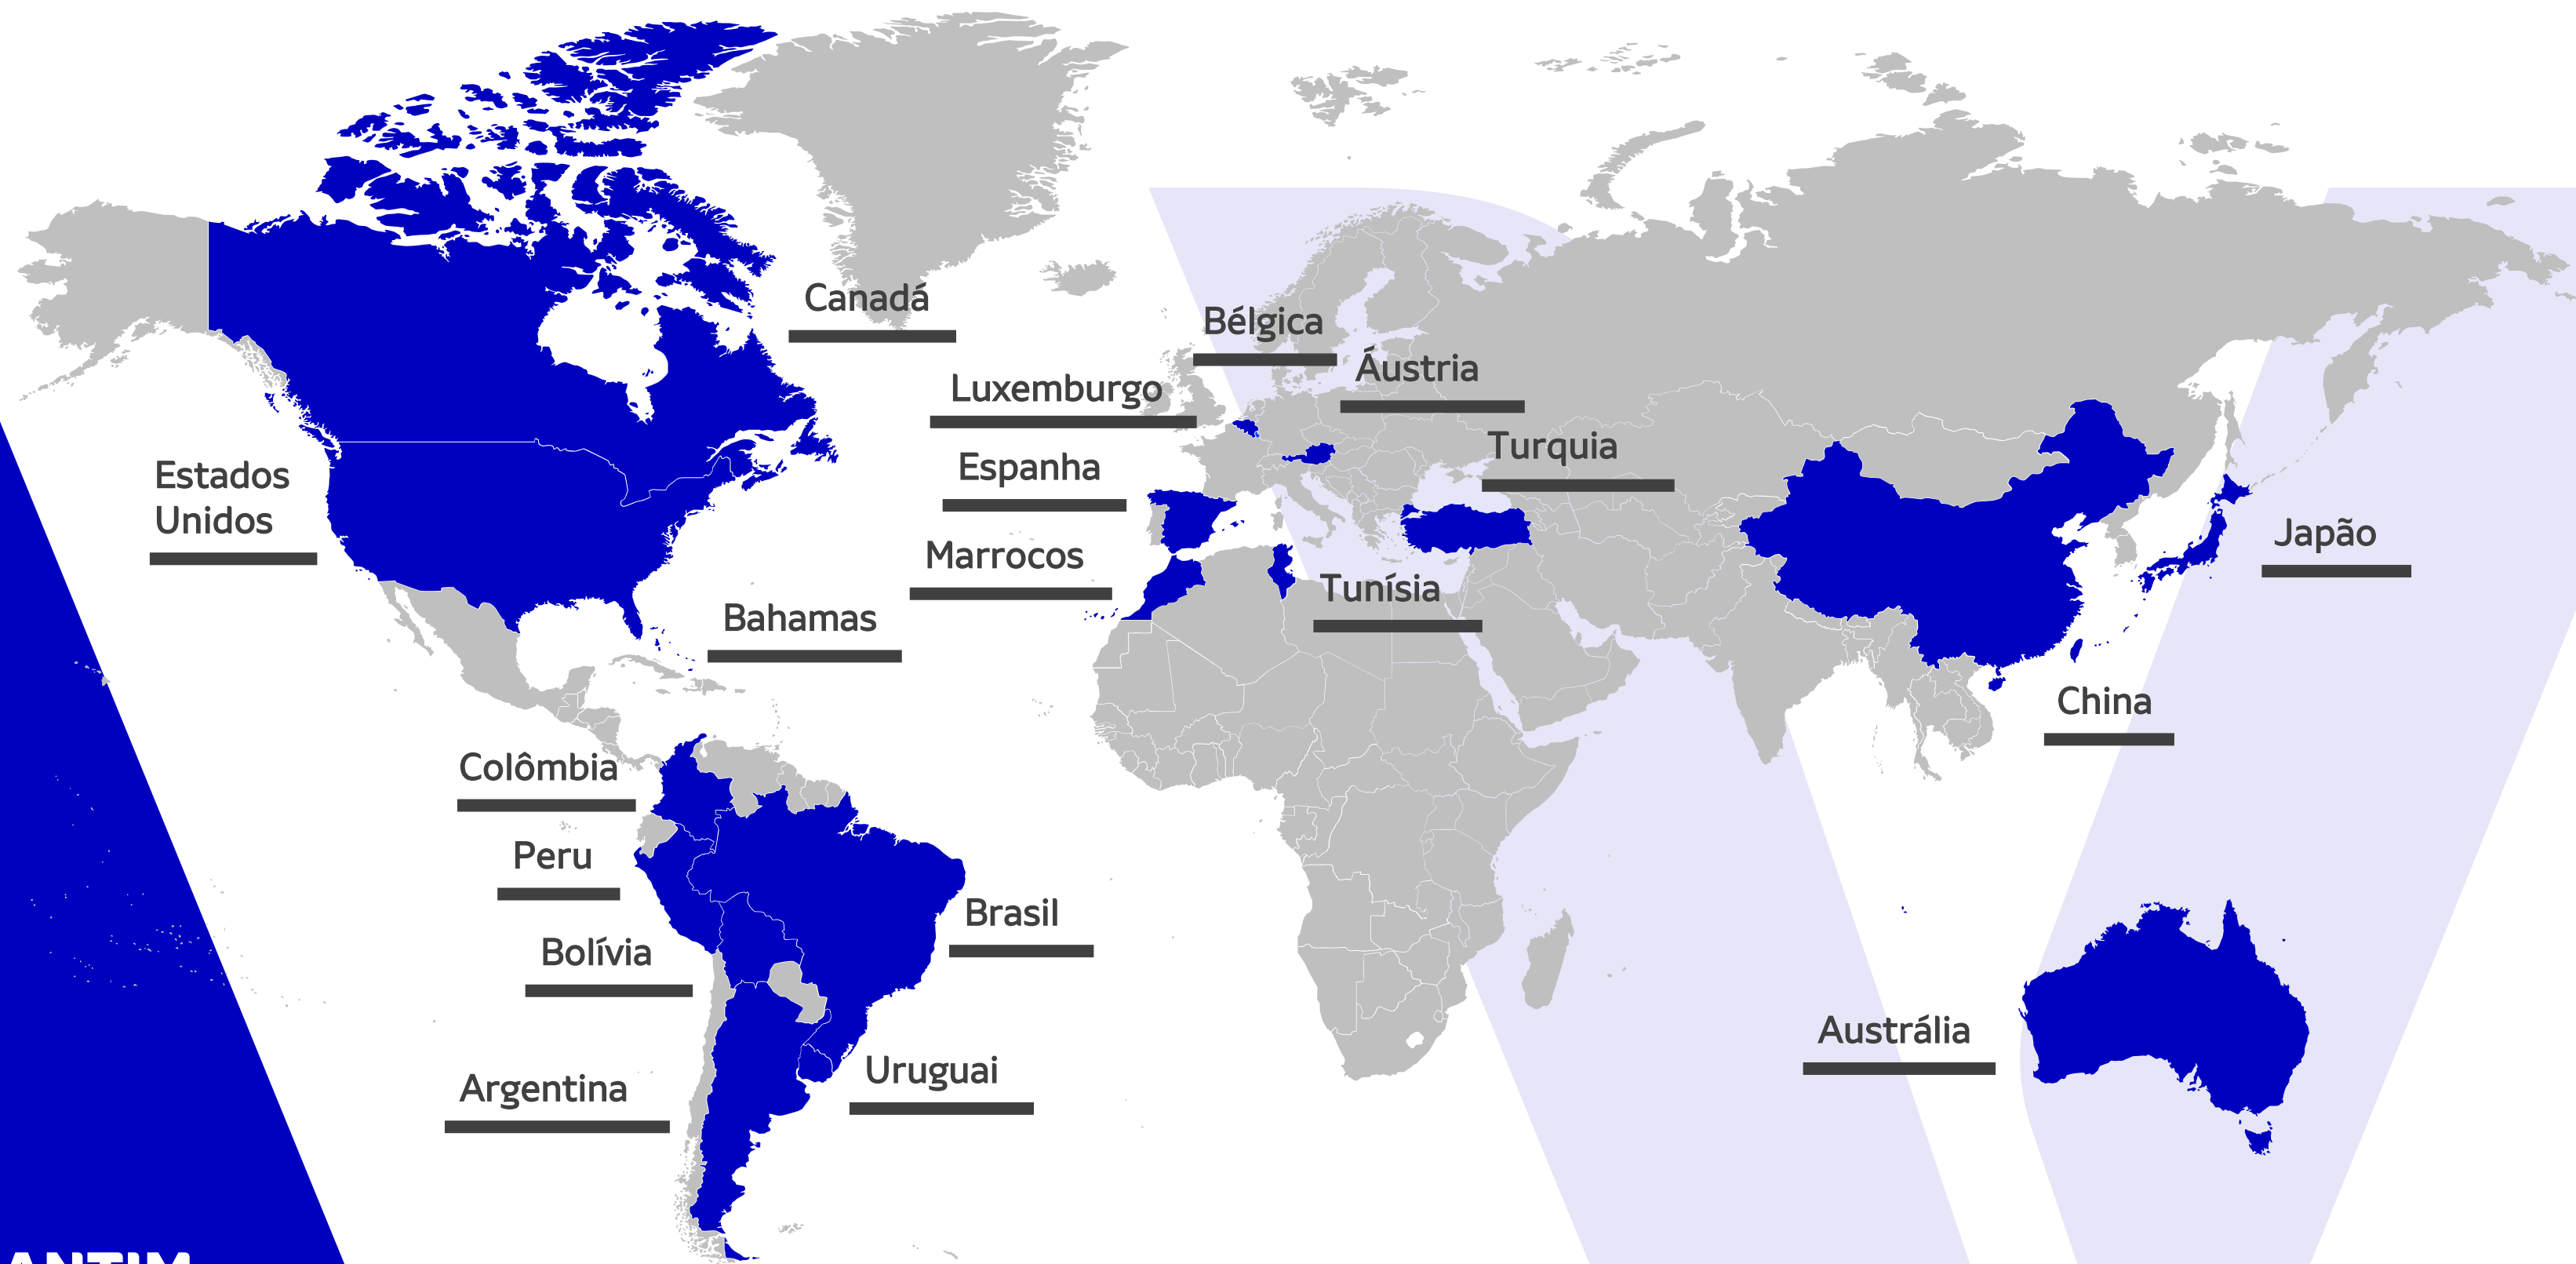 Canadá
Bélgica
Áustria
Luxemburgo
Turquia
Espanha
Estados
Unidos
Japão
Marrocos
Tunísia
Bahamas
China
Colômbia
Peru
Brasil
Bolívia
Austrália
Uruguai
Argentina
ANTIM